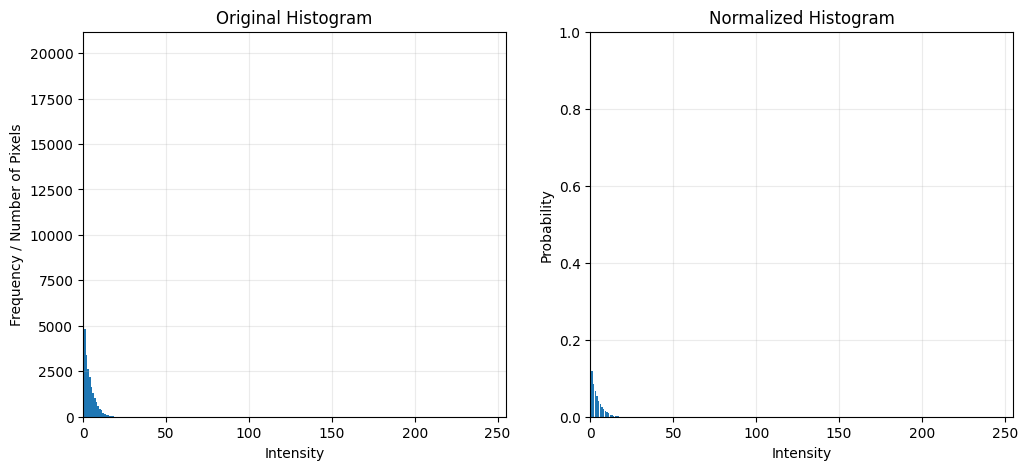 Original Histogram
Frequency / Number of Pixels
20000
17500
15000
12500
10000
7500
5000
2500
0
0 50 100 150 200 250
Intensity
Normalized Histogram
Probability
1.0
0.8
0.6
0.4
0.2
0.0
0 50 100 150 200 250
Intensity